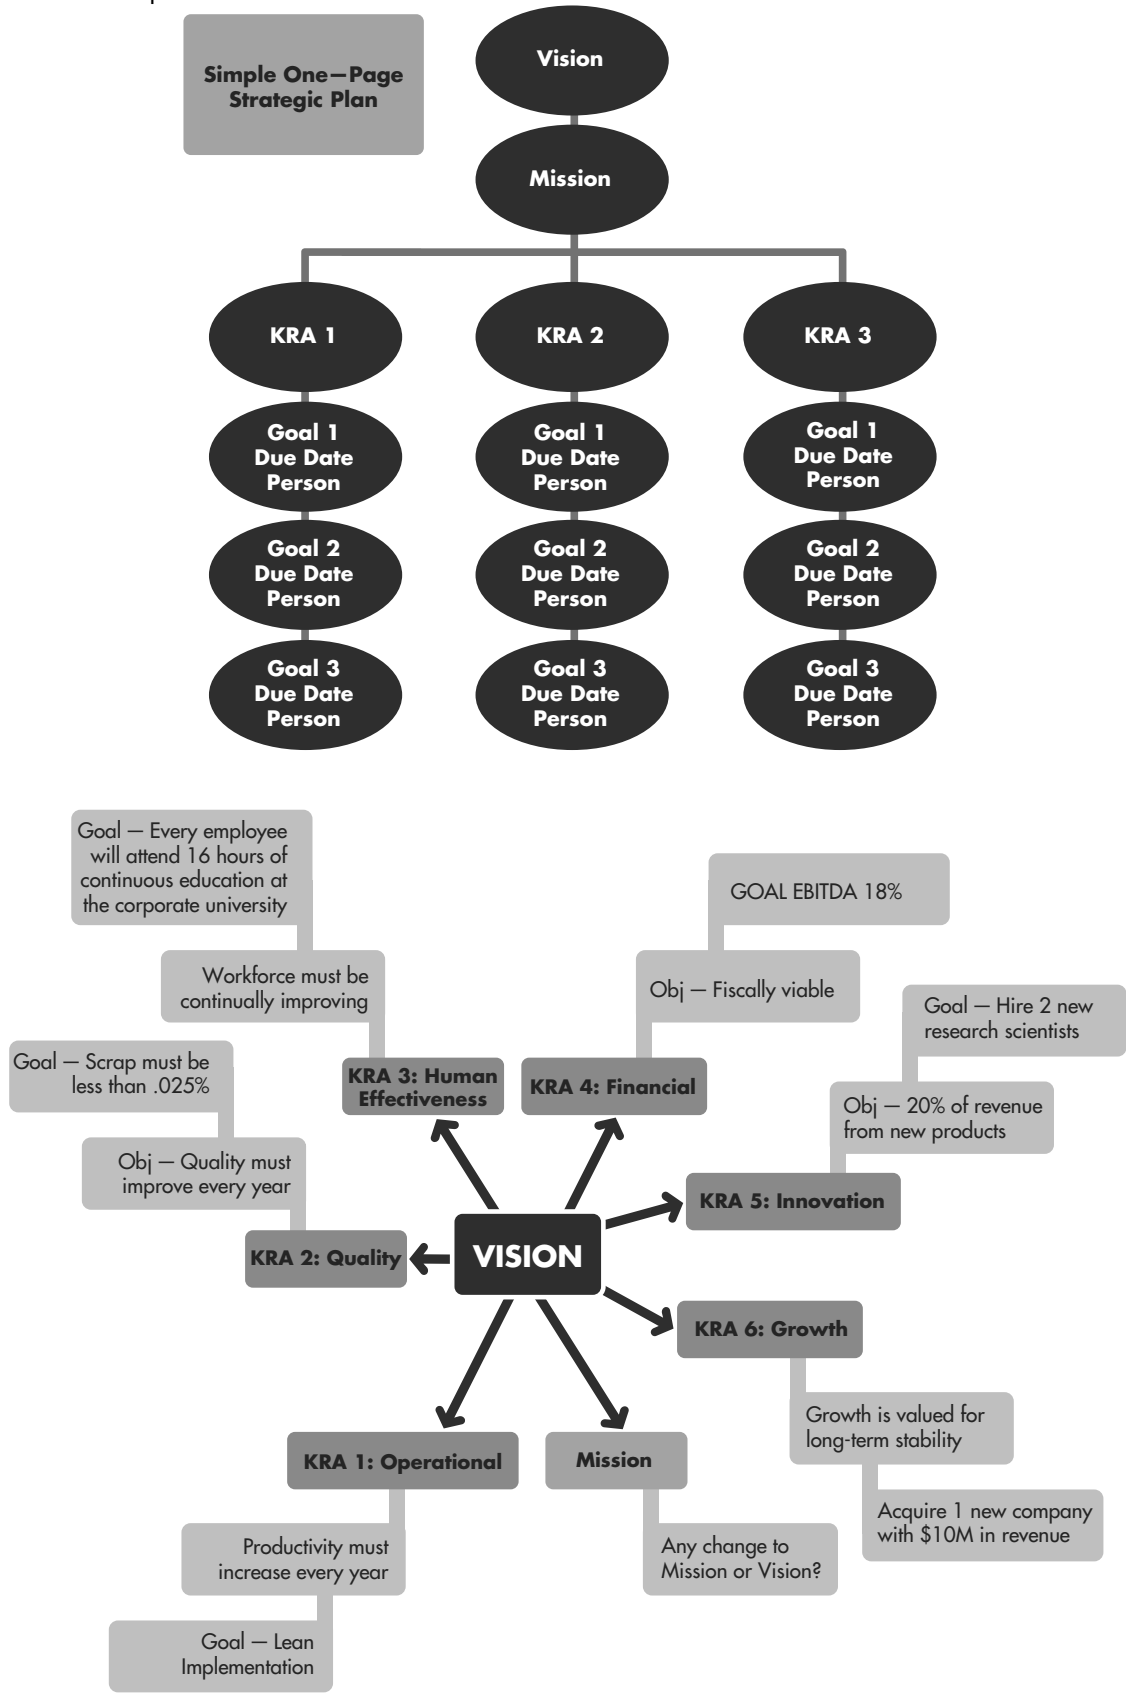 Simple One—Page
Strategic Plan
Vision
Mission
KRA 1
KRA 2
KRA 3
Goal 1
Due Date
Person
Goal 1
Due Date
Person
Goal 1
Due Date
Person
Goal 2
Due Date
Person
Goal 2
Due Date
Person
Goal 2
Due Date
Person
Goal 3
Due Date
Person
Goal 3
Due Date
Person
Goal 3
Due Date
Person
Goal — Every employee
will attend 16 hours of
continuous education at
the corporate university
Workforce must be
continually improving
KRA 3: Human
Effectiveness
GOAL EBITDA 18%
Obj — Fiscally viable
KRA 4: Financial
Goal — Hire 2 new
research scientists
Obj — 20% of revenue
from new products
KRA 5: Innovation
Goal — Scrap must be
less than .025%
Obj — Quality must
improve every year
KRA 2: Quality
VISION
KRA 6: Growth
Growth is valued for
long-term stability
Acquire 1 new company
with $10M in revenue
KRA 1: Operational
Productivity must
increase every year
Goal — Lean
Implementation
Mission
Any change to
Mission or Vision?